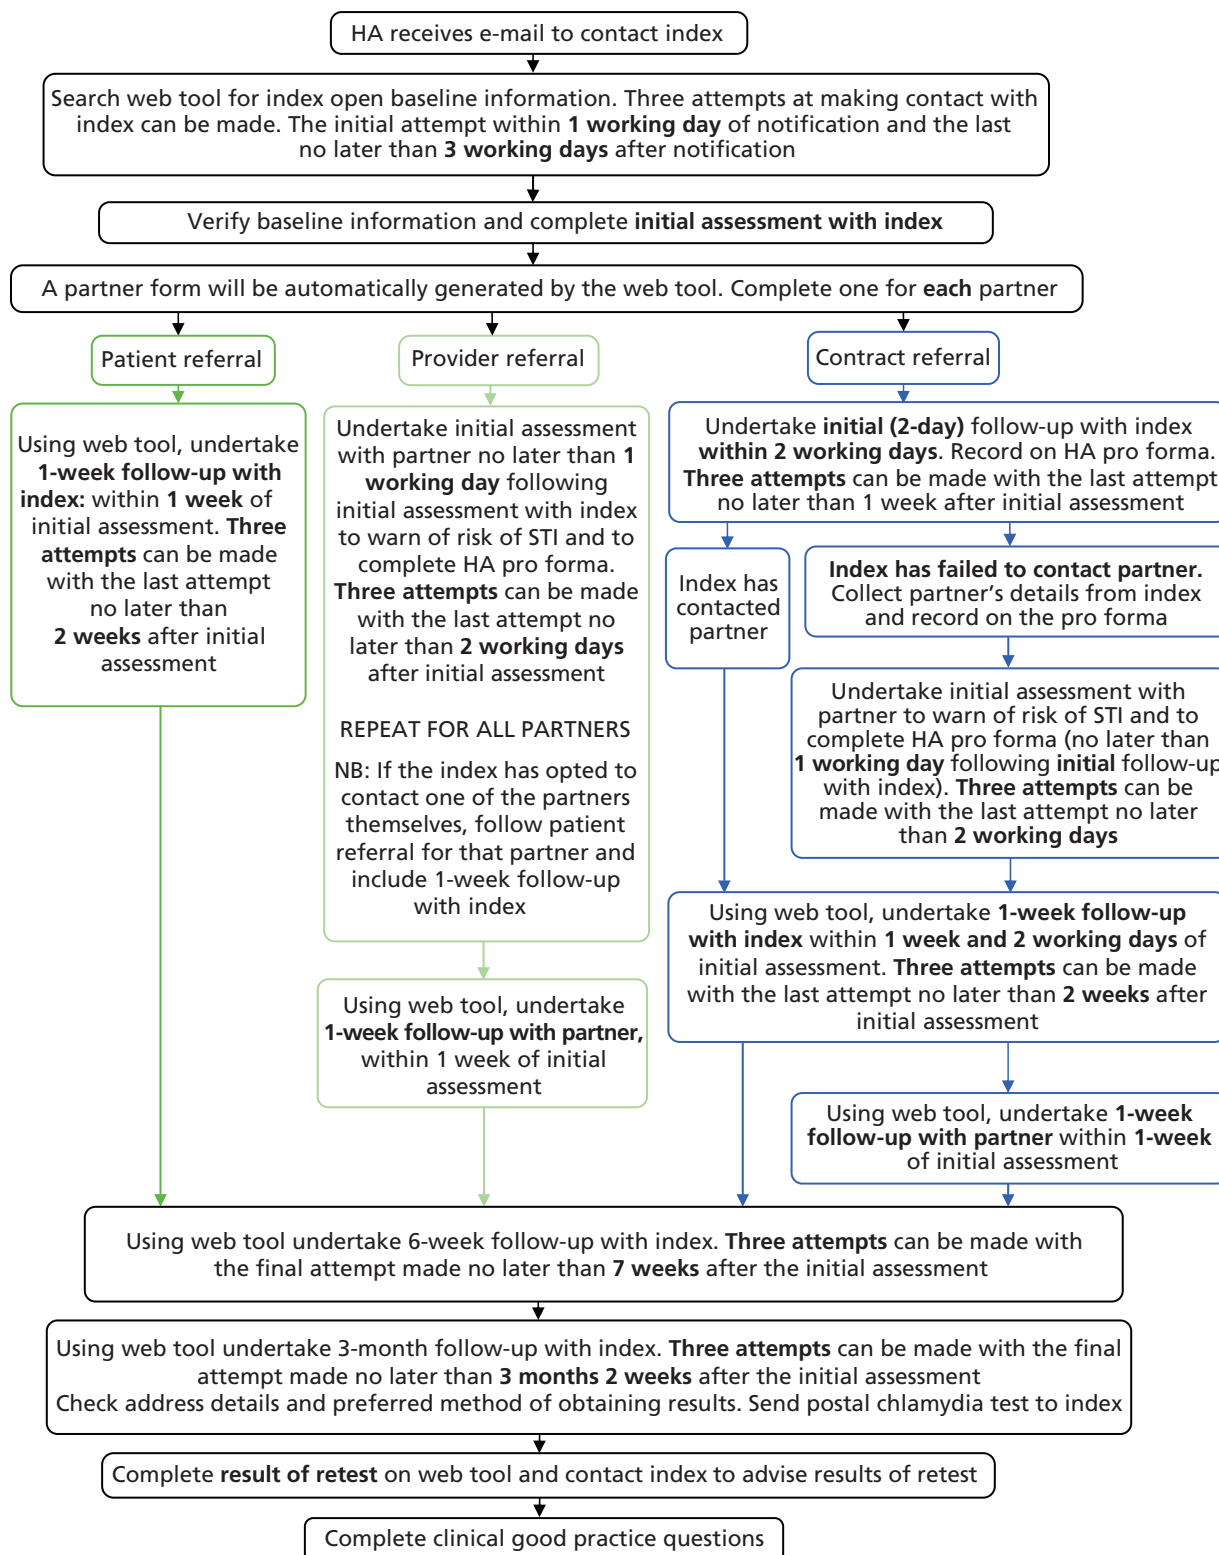 HA receives e-mail to contact index
Search web tool for index open baseline information. Three attempts at making contact with
index can be made. The initial attempt within 1 working day of notification and the last
no later than 3 working days after notification
Verify baseline information and complete initial assessment with index
A partner form will be automatically generated by the web tool. Complete one for each partner
Patient referral
Using web tool, undertake
1-week follow-up with
index: within 1 week of
initial assessment. Three
attempts can be made
with the last attempt
no later than
2 weeks after initial
assessment
Provider referral
Undertake initial assessment
with partner no later than 1
working day following
initial assessment with index
to warn of risk of STI and to
complete HA pro forma.
Three attempts can be made
with the last attempt no
later than 2 working days
after initial assessment
REPEAT FOR ALL PARTNERS
NB: If the index has opted to
contact one of the partners
themselves, follow patient
referral for that partner and
include 1-week follow-up
with index
Using web tool, undertake
1-week follow-up with partner,
within 1 week of initial
assessment
Contract referral
Undertake initial (2-day) follow-up with index
within 2 working days. Record on HA pro forma.
Three attempts can be made with the last attempt
no later than 1 week after initial assessment
Index has
contacted
partner
Index has failed to contact partner.
Collect partner's details from index
and record on the pro forma
Undertake initial assessment with
partner to warn of risk of STI and to
complete HA pro forma (no later than
1 working day following initial follow-up
with index). Three attempts can be
made with the last attempt no later
than 2 working days
Using web tool, undertake 1-week follow-up
with index within 1 week and 2 working days of
initial assessment. Three attempts can be made
with the last attempt no later than 2 weeks after
initial assessment
Using web tool, undertake 1-week
follow-up with partner within 1-week
of initial assessment
Using web tool undertake 6-week follow-up with index. Three attempts can be made with
the final attempt made no later than 7 weeks after the initial assessment
Using web tool undertake 3-month follow-up with index. Three attempts can be made with the final
attempt made no later than 3 months 2 weeks after the initial assessment
Check address details and preferred method of obtaining results. Send postal chlamydia test to index
Complete result of retest on web tool and contact index to advise results of retest
Complete clinical good practice questions